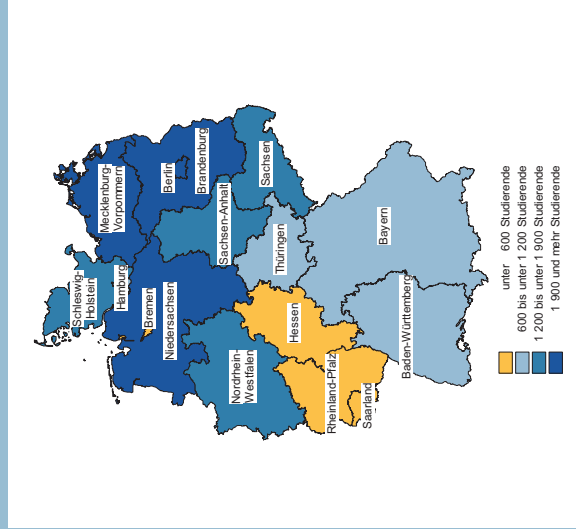 Schleswig-
Holstein
Mecklenburg-
Vorpommern
Hamburg
Bremen
Niedersachsen
Berlin
Brandenburg
Sachsen-Anhalt
Sachsen
Nordrhein-
Westfalen
Thüringen
Hessen
Rheinland-Pfalz
Saarland
Baden-Württemberg
Bayern
unter 600 Studierende
600 bis unter 1 200 Studierende
1 200 bis unter 1 900 Studierende
1 900 und mehr Studierende